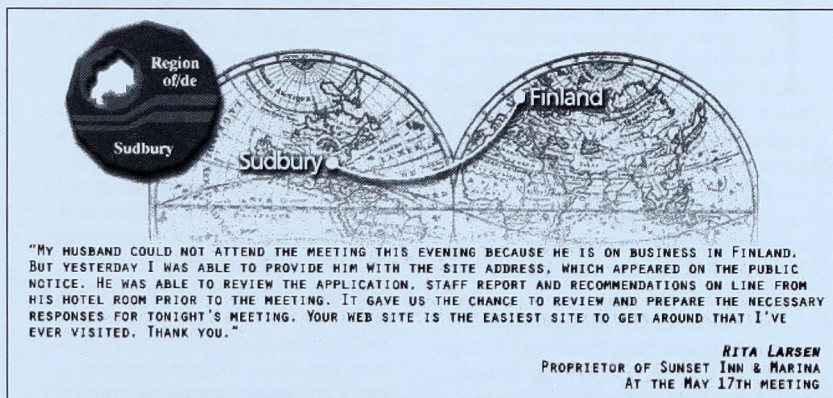 Region
of/de
Sudbury
Sudbury
Finland
"MY HUSBAND COULD NOT ATTEND THE MEETING THIS EVENING BECAUSE HE IS ON BUSINESS IN FINLAND.
BUT YESTERDAY I WAS ABLE TO PROVIDE HIM WITH THE SITE ADDRESS, WHICH APPEARED ON THE PUBLIC
NOTICE. HE WAS ABLE TO REVIEW THE APPLICATION, STAFF REPORT AND RECOMMENDATIONS ON LINE FROM
HIS HOTEL ROOM PRIOR TO THE MEETING. IT GAVE US THE CHANCE TO REVIEW AND PREPARE THE NECESSARY
RESPONSES FOR TONIGHT'S MEETING. YOUR WEB SITE IS THE EASIEST SITE TO GET AROUND THAT I'VE
EVER VISITED. THANK YOU."
RITA LARSEN
PROPRIETOR OF SUNSET INN & MARINA
AT THE MAY 17TH MEETING